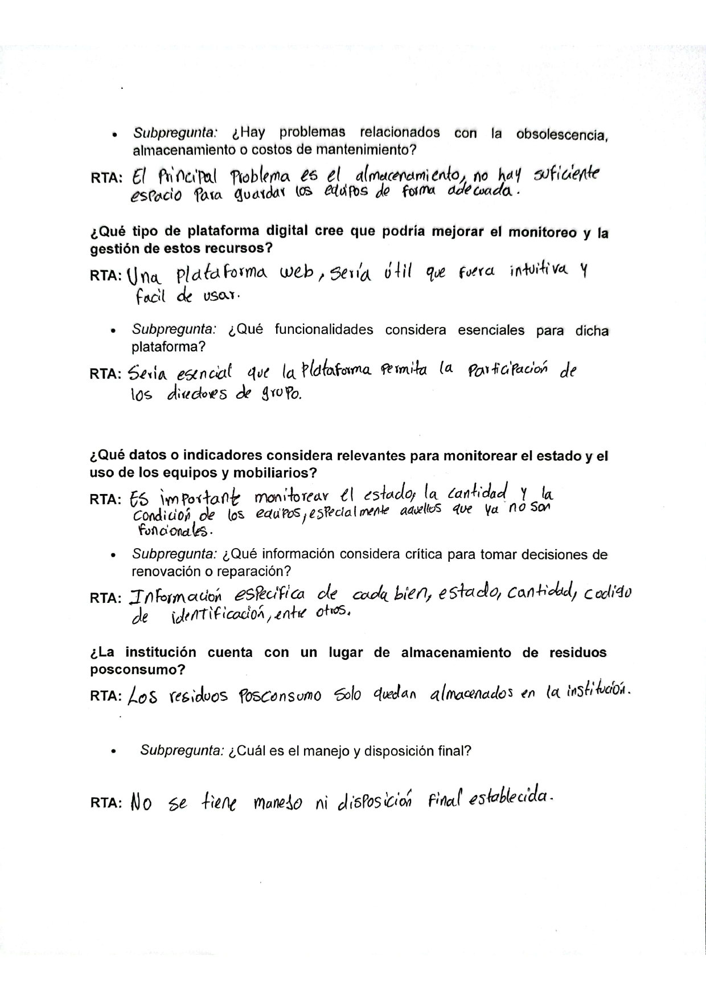 • Subpregunta: ¿Hay problemas relacionados con la obsolescencia,
almacenamiento o costos de mantenimiento?
RTA: El Principal Problema es el almacenamiento, no hay suficiente
espacio Para guardar los equipos de forma adecuada.
¿Qué tipo de plataforma digital cree que podría mejorar el monitoreo y la
gestión de estos recursos?
RTA: Una plataforma web, sería útil que fuera intuitiva y
facil de usar.
• Subpregunta: ¿Qué funcionalidades considera esenciales para dicha
plataforma?
RTA: Seria esencial que la Plataforma Permita la Participación de
los directores de grupo.
¿Qué datos o indicadores considera relevantes para monitorear el estado y el
uso de los equipos y mobiliarios?
RTA: ES importante monitorear el estado, la cantidad y la
Condición de los equipos, especialmente aquellos que ya no son
funcionales.
• Subpregunta: ¿Qué información considera crítica para tomar decisiones de
renovación o reparación?
RTA: Información especifica de cada bien, estado, cantidad, codigo
de identificación, entre otros.
¿La institución cuenta con un lugar de almacenamiento de residuos
posconsumo?
RTA: Los residuos Posconsumo solo quedan almacenados en la institución.
• Subpregunta: ¿Cuál es el manejo y disposición final?
RTA: No se tiene manejo ni disposición final establecida.